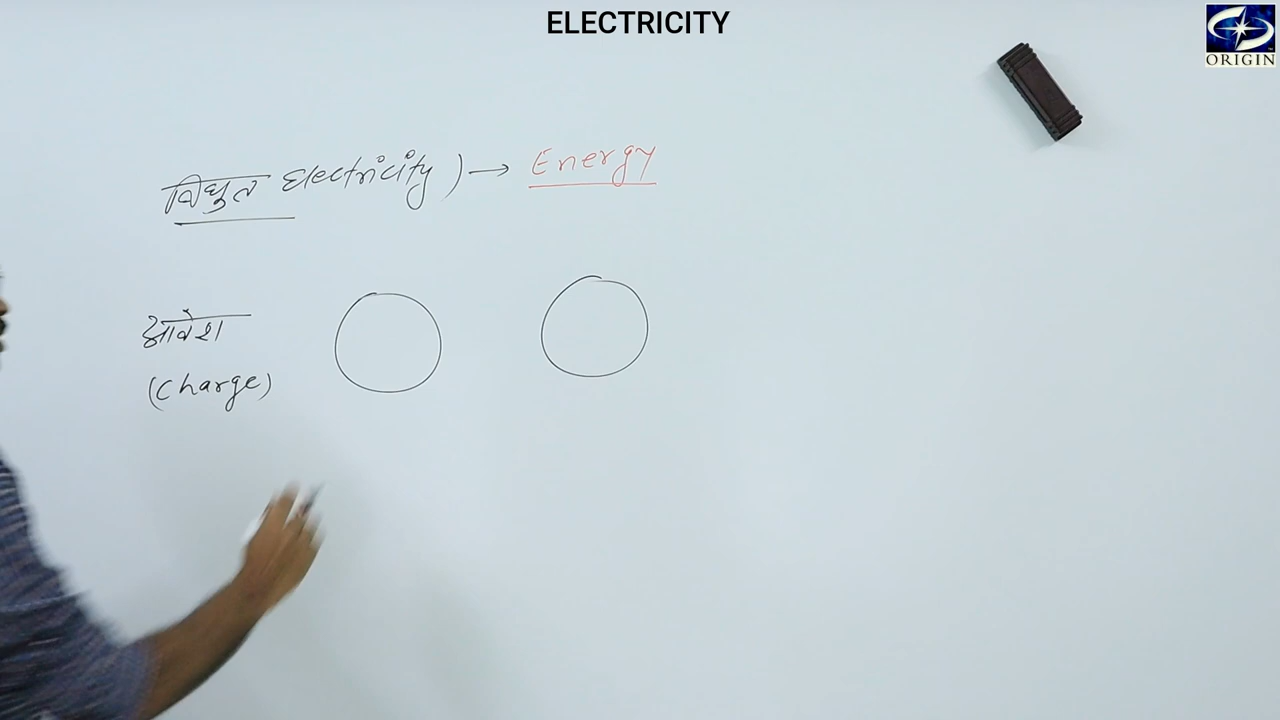 ELECTRICITY
ORIGIN
विधुत Electricity) → Energy
आवेश
(Charge)